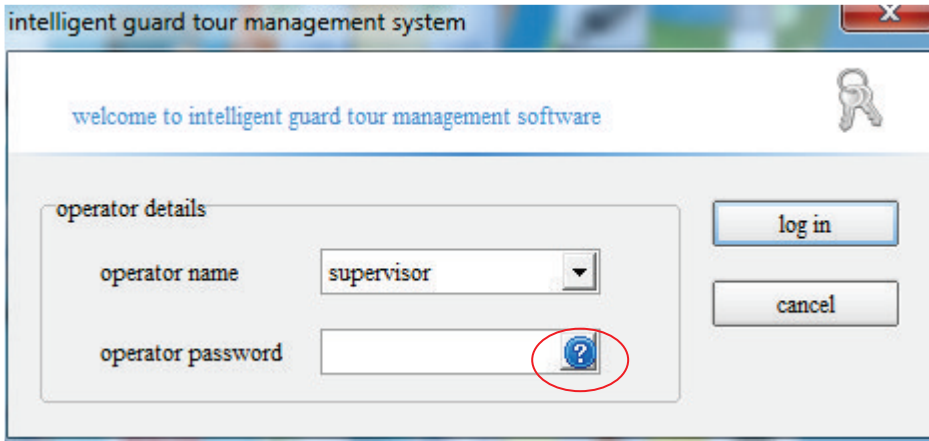 intelligent guard tour management system
welcome to intelligent guard tour management software
operator details
operator name
supervisor
log in
operator password
?
cancel